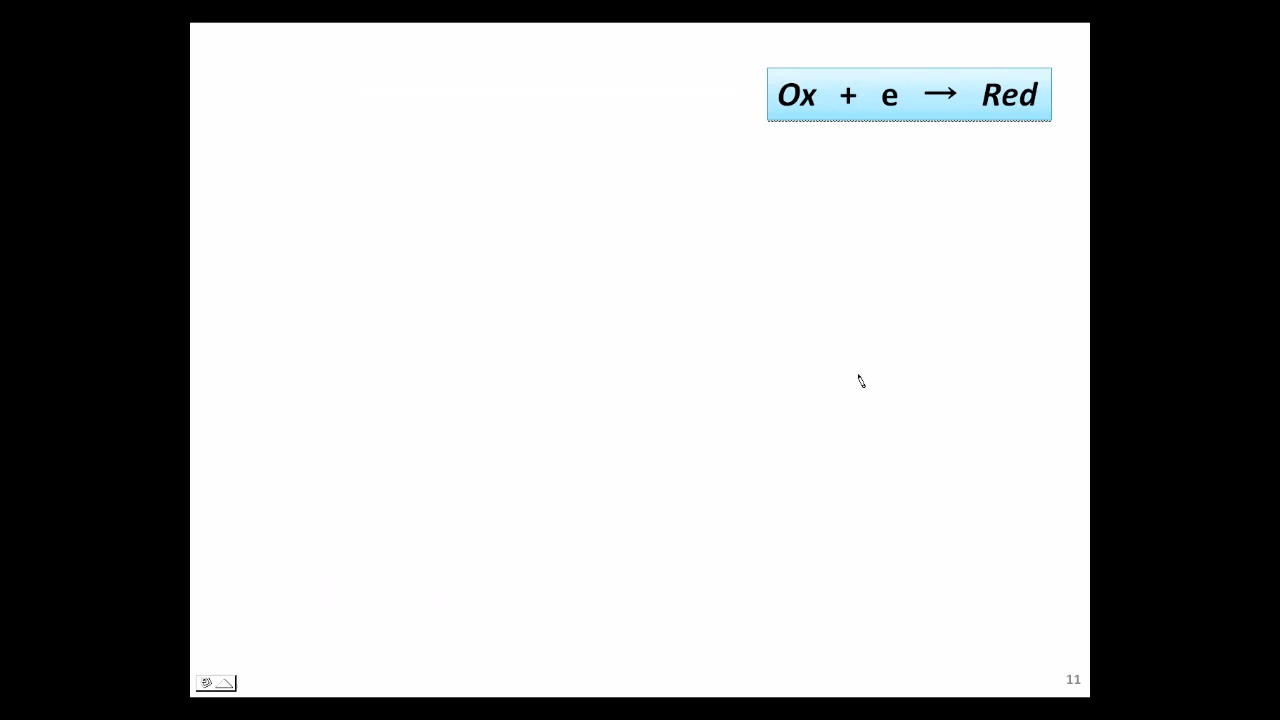 Ox + e → Red
11